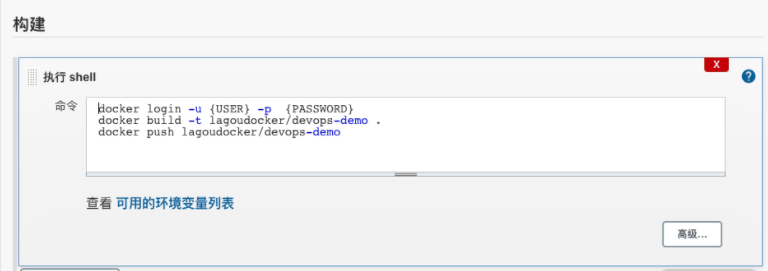 构建
X
执行 shell
?
命令
docker login -u {USER} -p  {PASSWORD}
docker build -t lagoudocker/devops-demo .
docker push lagoudocker/devops-demo
查看 可用的环境变量列表
高级...